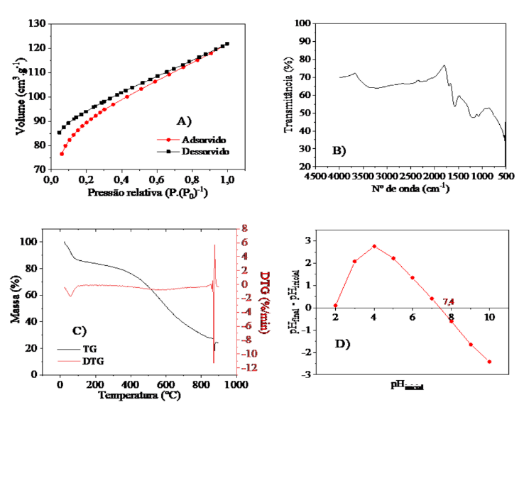 130
120
110
100
90
80
70
Volume (cm³.g⁻¹)
0,0 0,2 0,4 0,6 0,8 1,0
Pressão relativa (P.(P₀)⁻¹)
A)
Adsorvido
Dessorvido
100
90
80
70
60
50
40
30
20
Transmitância (%)
4500 4000 3500 3000 2500 2000 1500 1000 500
Nº de onda (cm⁻¹)
B)
100
80
60
40
20
0
Massa (%)
0 200 400 600 800 1000
Temperatura (ºC)
8
6
4
2
0
-2
-4
-6
-8
-10
-12
DTG (%/min)
C)
TG
DTG
3
2
1
0
-1
-2
-3
pHfinal - pHinicial
2 4 6 8 10
7,4
D)
pHinicial